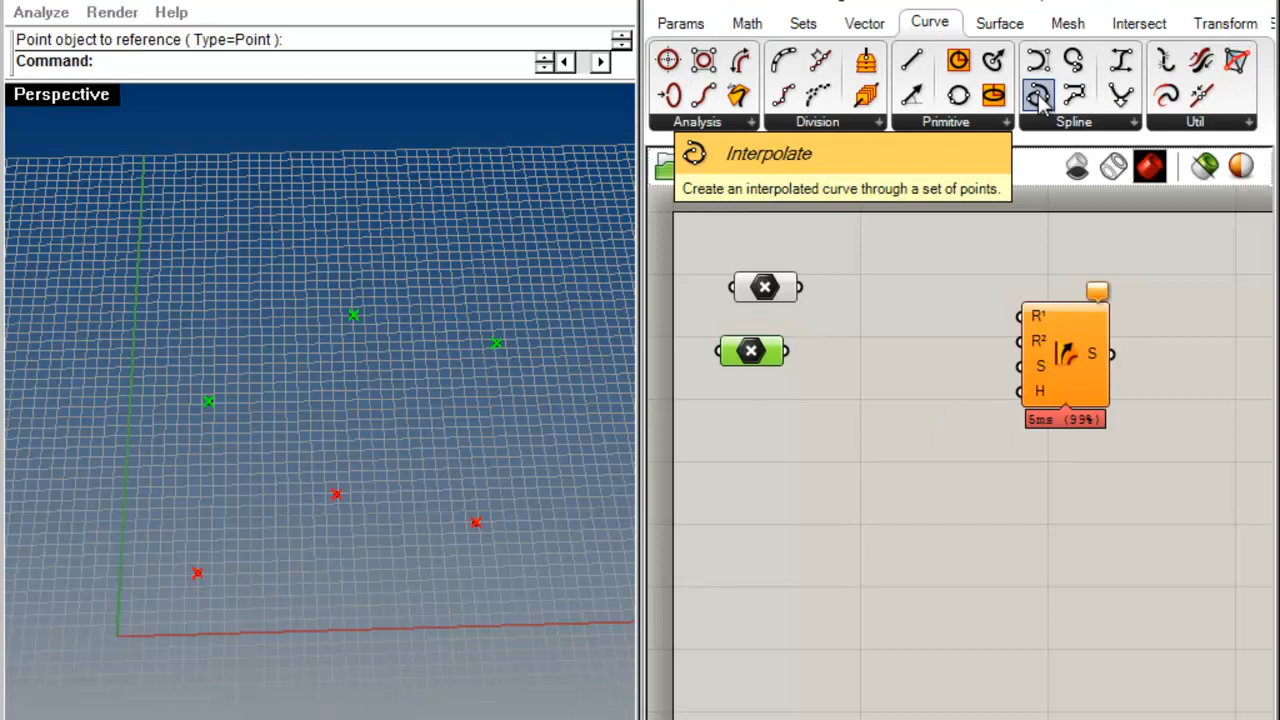 Analyze Render Help
Point object to reference ( Type=Point ):
Command:
Perspective
Params Math Sets Vector Curve Surface Mesh Intersect Transform
Analysis Division Primitive Spline Util
Interpolate
Create an interpolated curve through a set of points.
R¹
R²
S
H
S
5ms (99%)